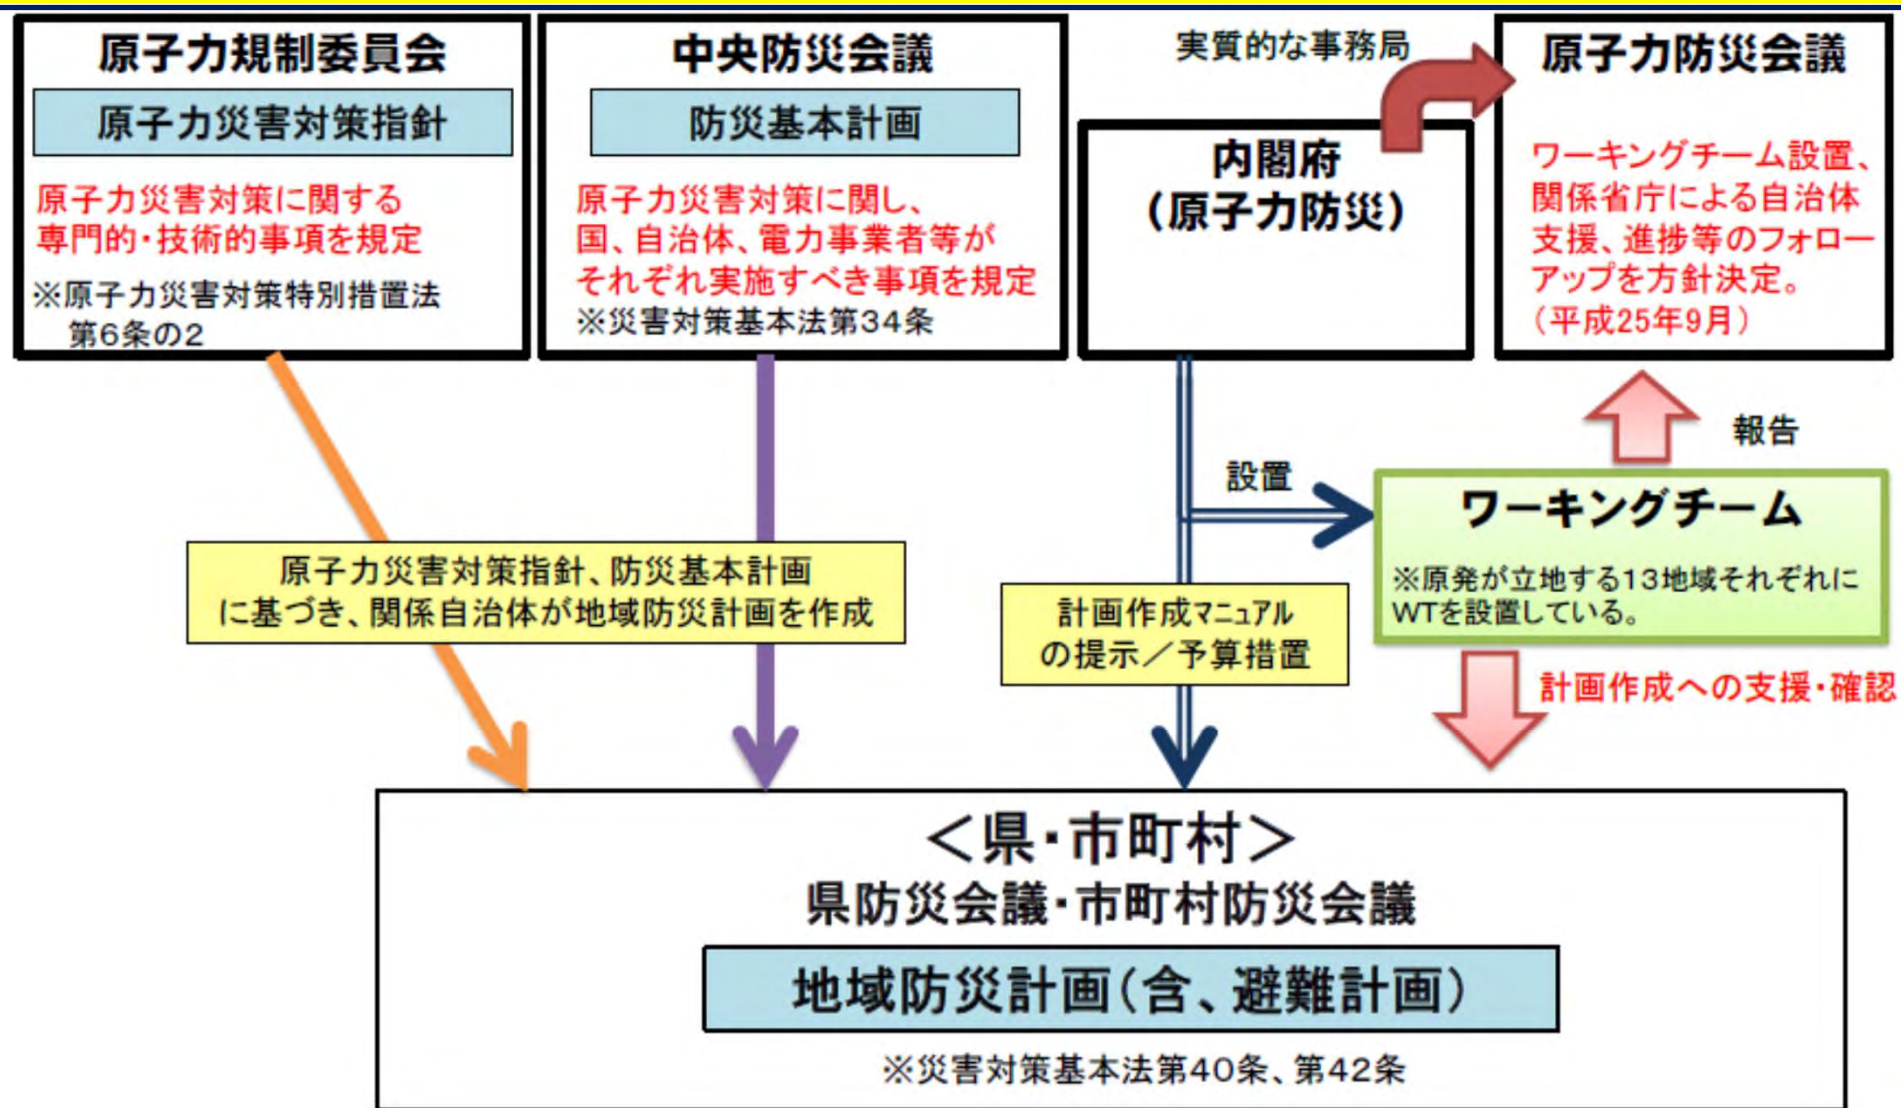 原子力規制委員会
原子力災害対策指針
原子力災害対策に関する
専門的・技術的事項を規定
※原子力災害対策特別措置法
第6条の2
中央防災会議
防災基本計画
原子力災害対策に関し、
国、自治体、電力事業者等が
それぞれ実施すべき事項を規定
※災害対策基本法第34条
実質的な事務局
内閣府
（原子力防災）
原子力防災会議
ワーキングチーム設置、
関係省庁による自治体
支援、進捗等のフォロー
アップを方針決定。
（平成25年9月）
報告
設置
ワーキングチーム
※原発が立地する13地域それぞれに
WTを設置している。
原子力災害対策指針、防災基本計画
に基づき、関係自治体が地域防災計画を作成
計画作成マニュアル
の提示／予算措置
計画作成への支援・確認
＜県・市町村＞
県防災会議・市町村防災会議
地域防災計画（含、避難計画）
※災害対策基本法第40条、第42条